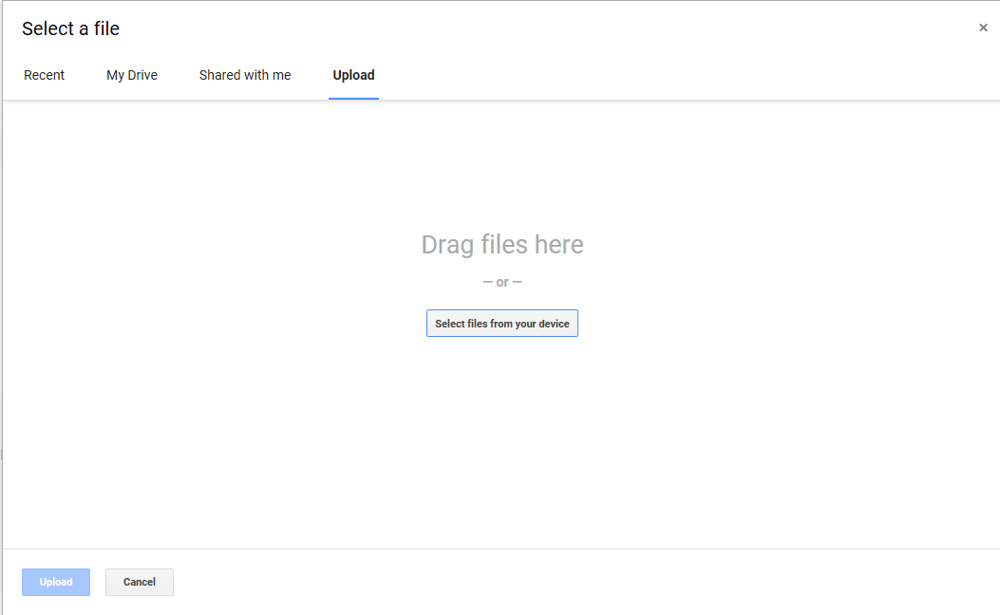 Select a file
×
Recent My Drive Shared with me Upload
Drag files here
— or —
Select files from your device
Upload Cancel